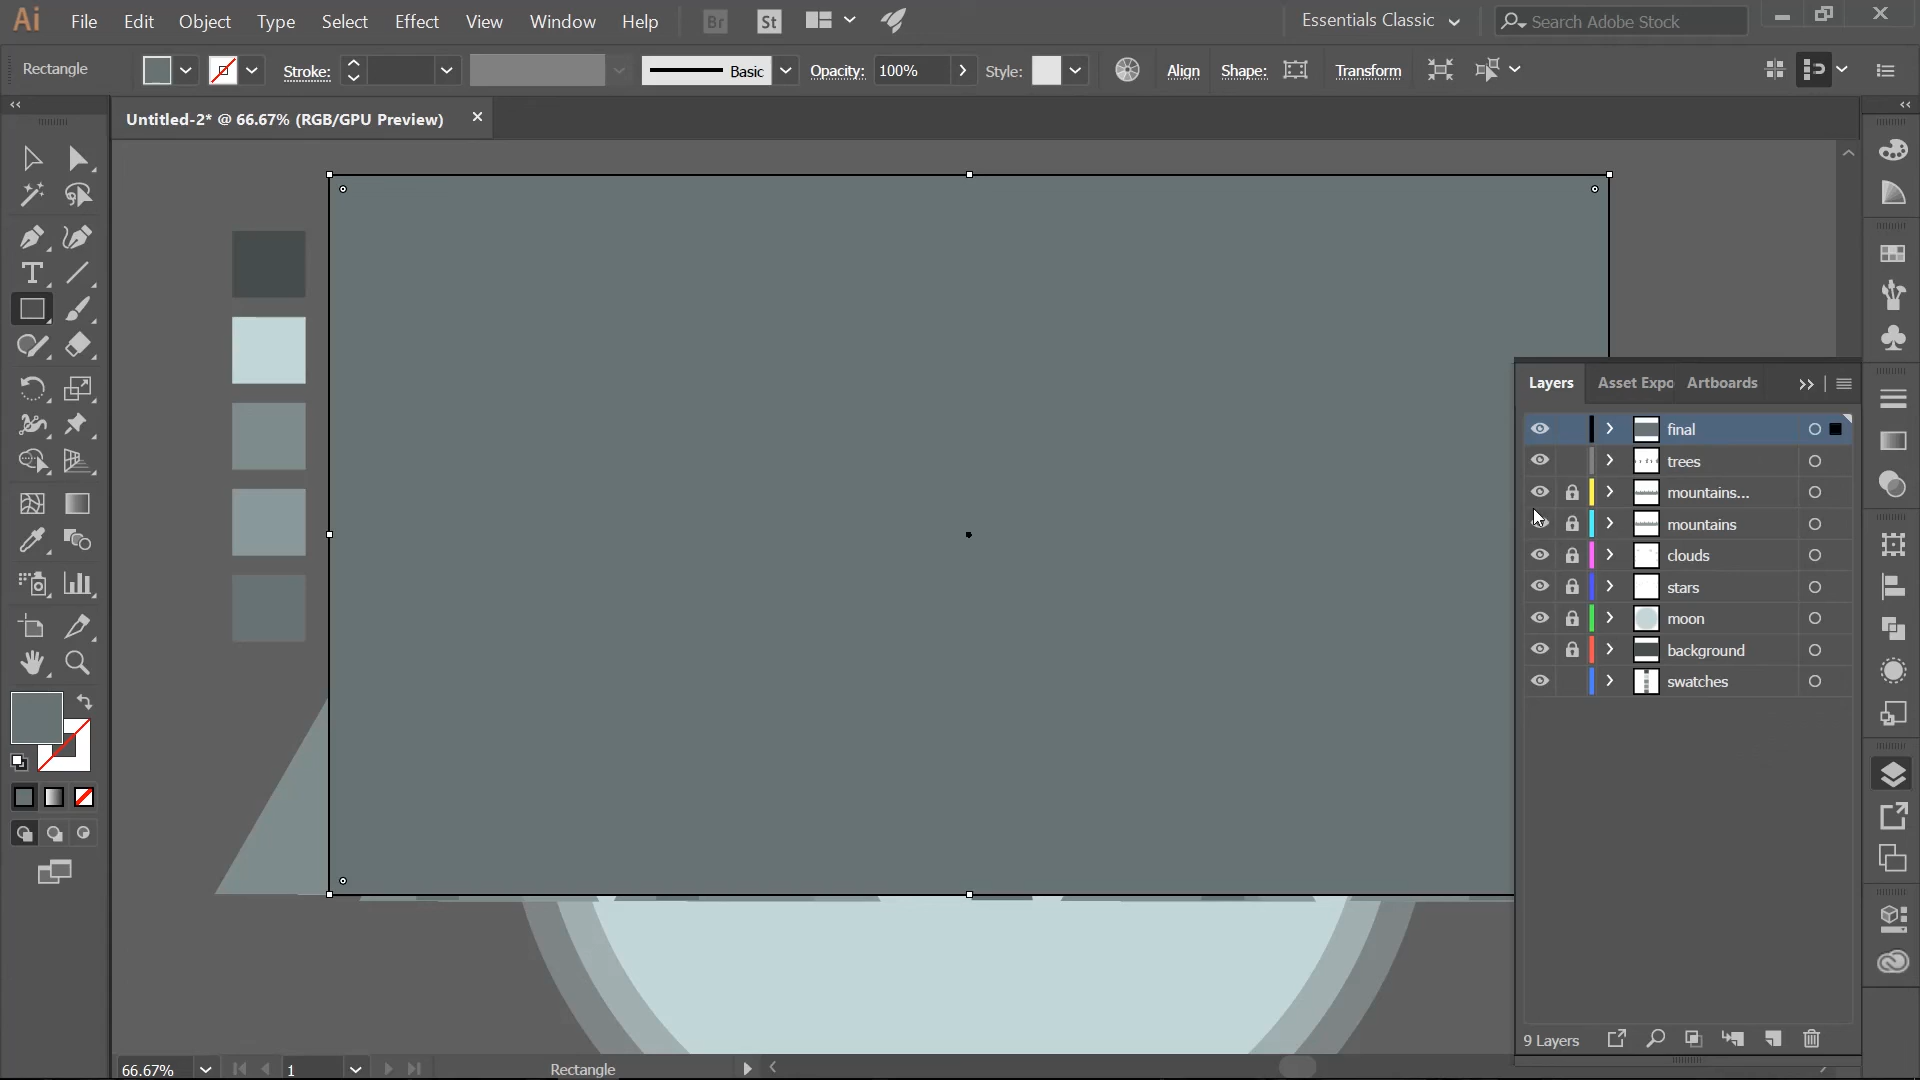 Ai File Edit Object Type Select Effect View Window Help Br St Essentials Classic Search Adobe Stock
Rectangle Stroke: Basic Opacity: 100% Style: Align Shape: Transform
Untitled-2* @ 66.67% (RGB/GPU Preview)
Layers Asset Expo Artboards
final
trees
mountains...
mountains
clouds
stars
moon
background
swatches
9 Layers
66.67% 1 Rectangle